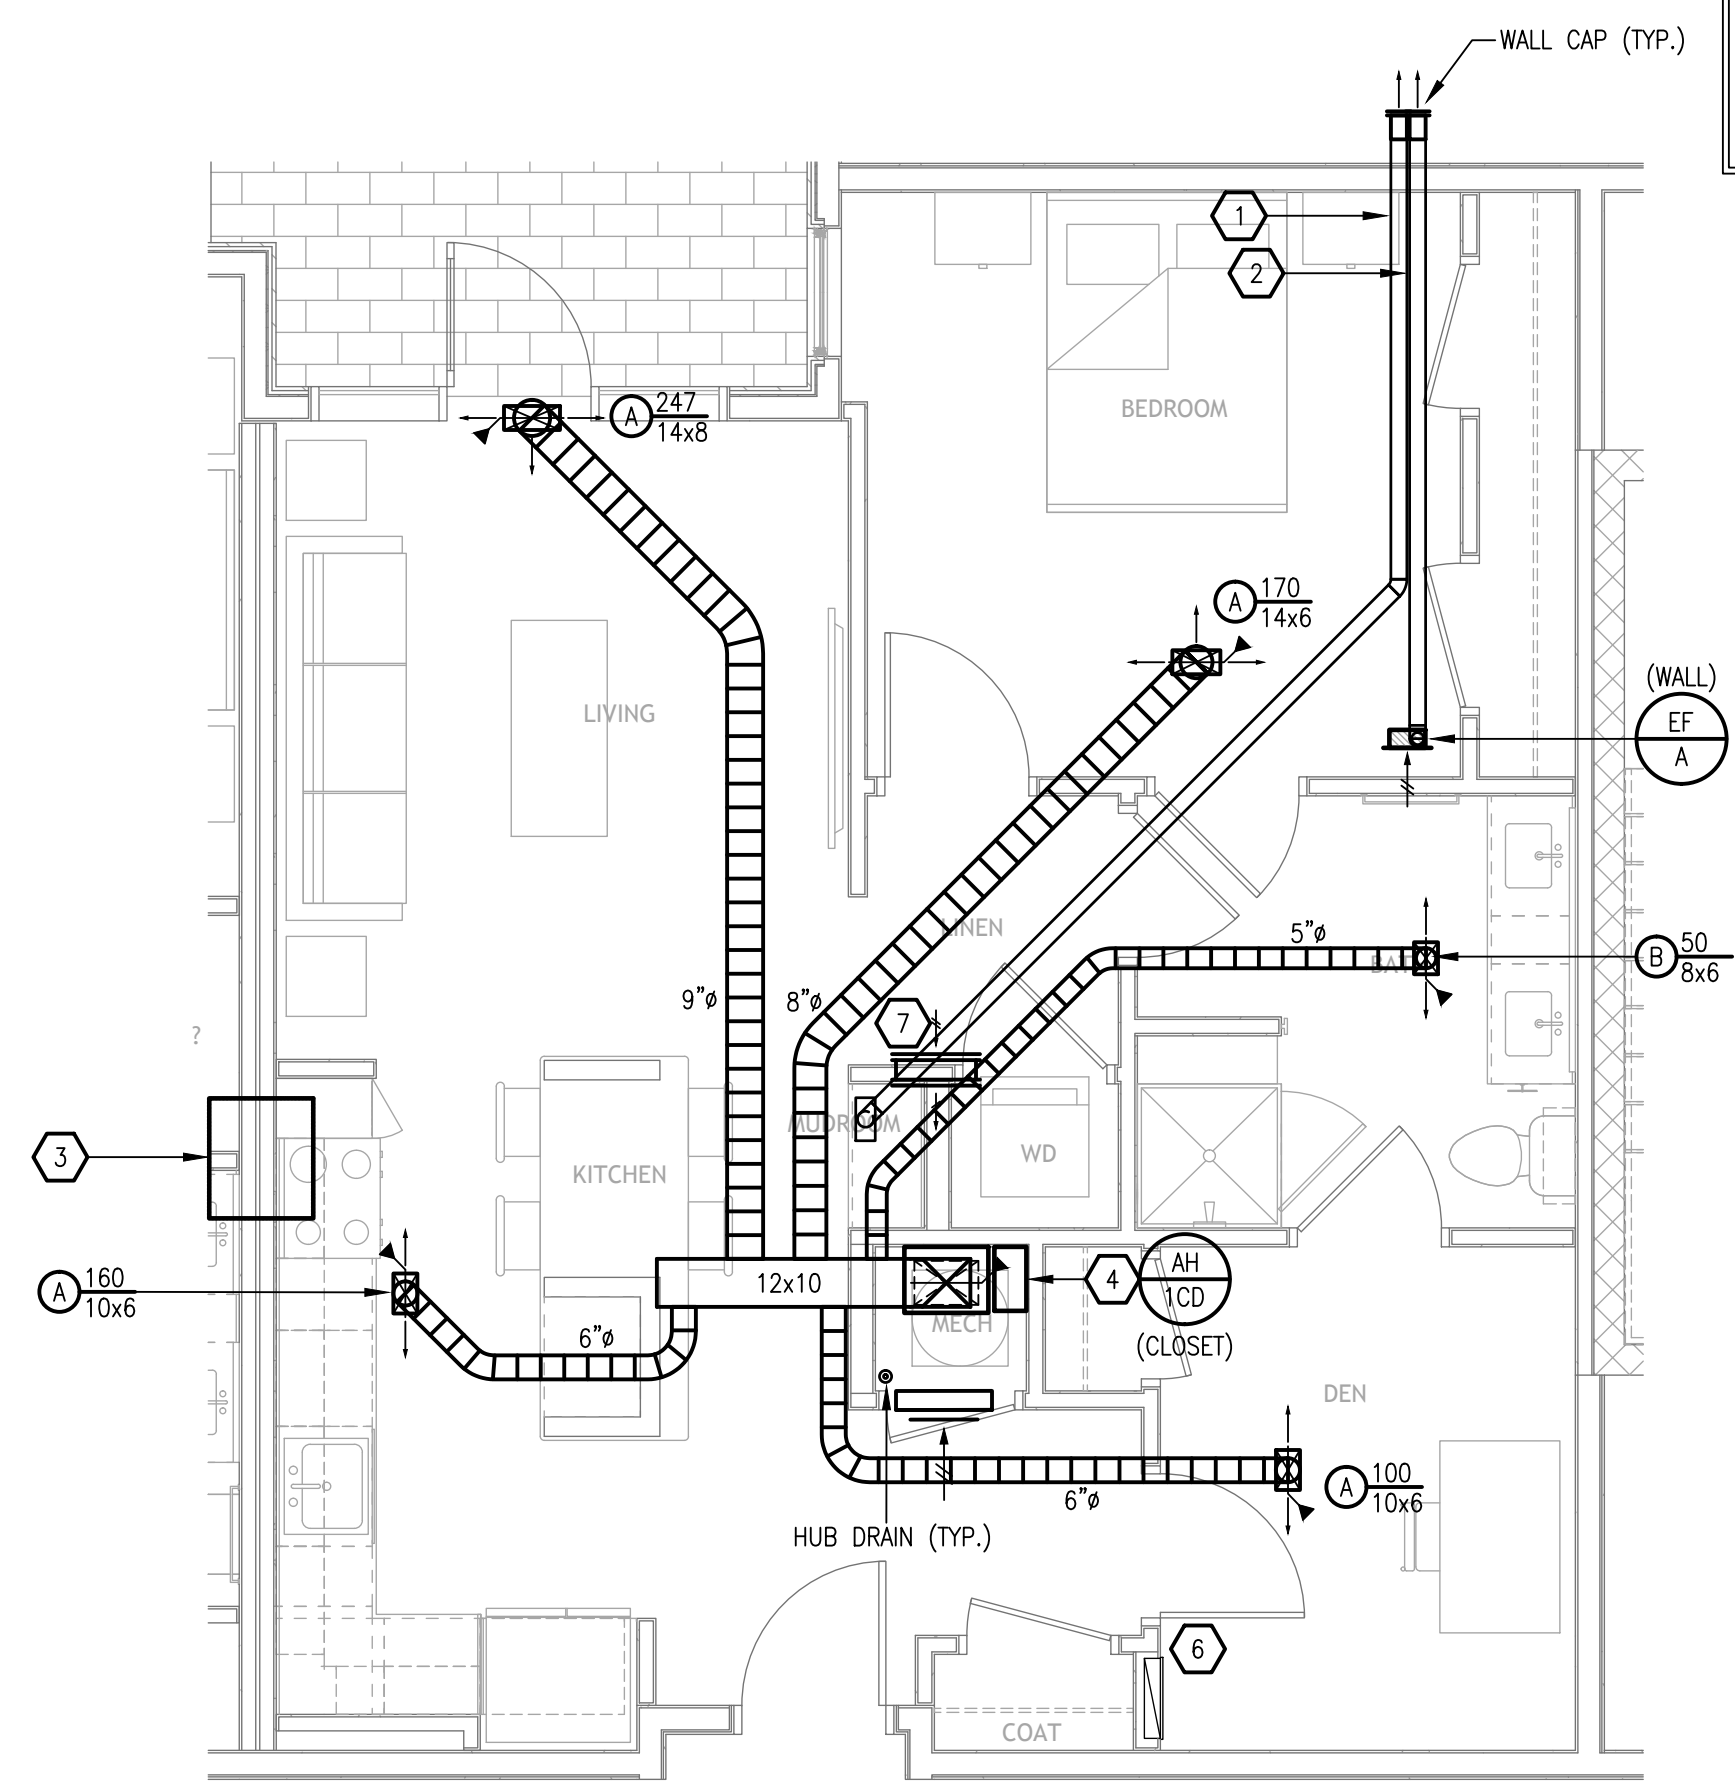 WALL CAP (TYP.)
1
2
A
247
14x8
BEDROOM
A
170
14x6
(WALL)
EF
A
LIVING
LINEN
5"ø
BAT
B
50
8x6
9"ø
8"ø
7
?
MUDROOM
WD
3
KITCHEN
A
160
10x6
12x10
4
AH
1CD
(CLOSET)
MECH
6"ø
DEN
A
100
10x6
6"ø
HUB DRAIN (TYP.)
6
COAT